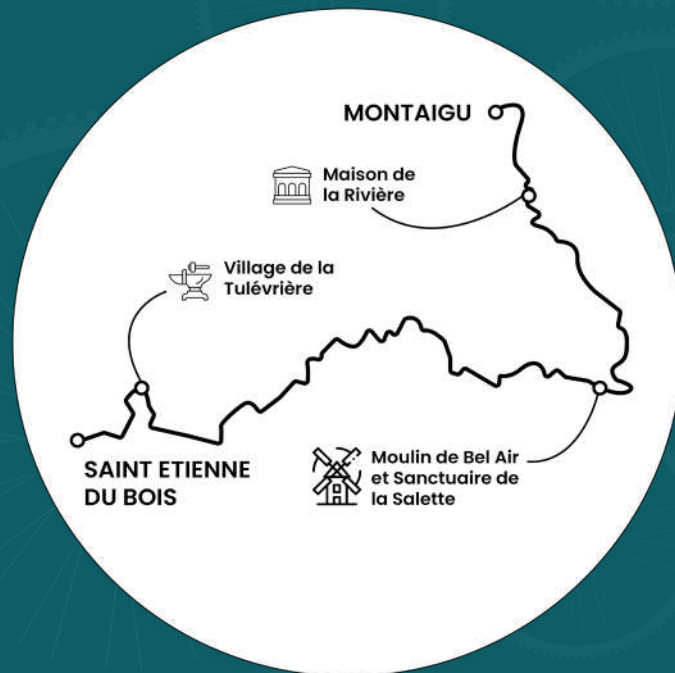 MONTAIGU
Maison de
la Rivière
Village de la
Tulévrière
SAINT ETIENNE
DU BOIS
Moulin de Bel Air
et Sanctuaire de
la Salette